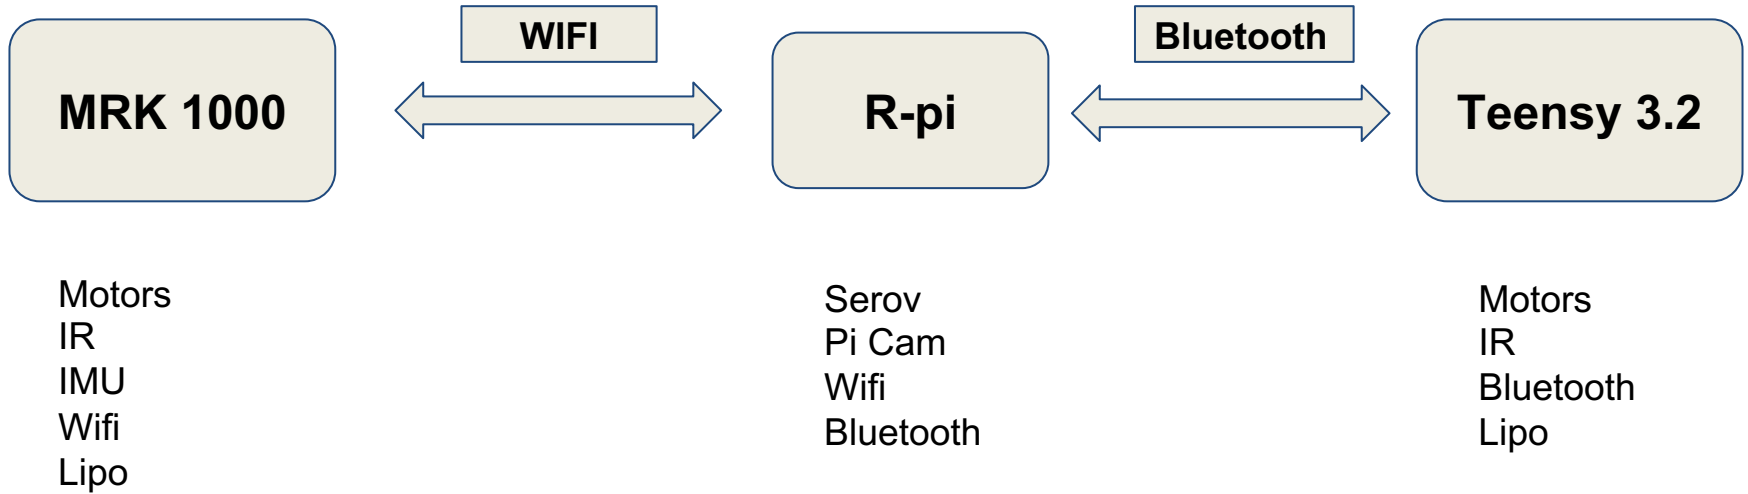 WIFI
Bluetooth
MRK 1000
R-pi
Teensy 3.2
Motors
IR
IMU
Wifi
Lipo
Serov
Pi Cam
Wifi
Bluetooth
Motors
IR
Bluetooth
Lipo